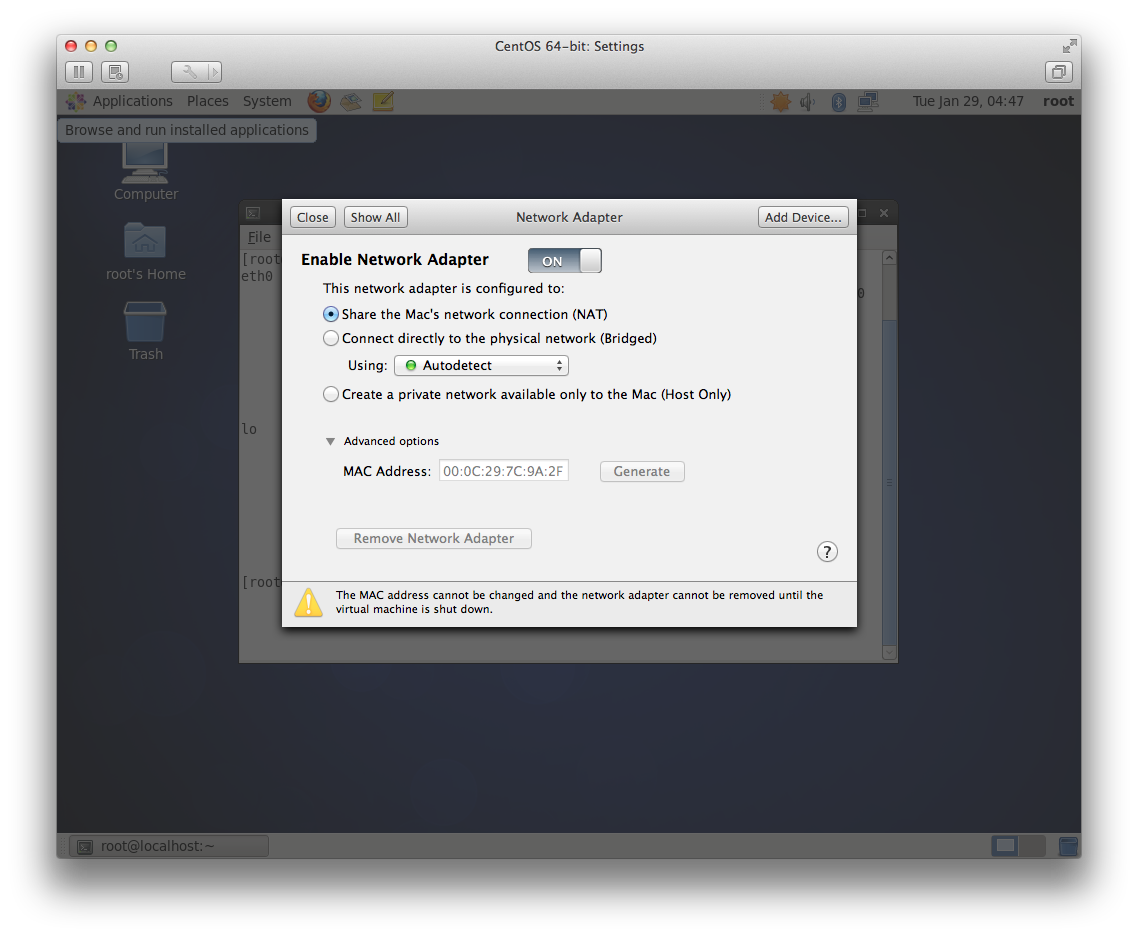 CentOS 64-bit: Settings
Applications Places System
Tue Jan 29, 04:47 root
Browse and run installed applications
Computer
root's Home
Trash
Close Show All Network Adapter Add Device...
File
[root
eth0
0
lo
[root
Enable Network Adapter ON
This network adapter is configured to:
Share the Mac's network connection (NAT)
Connect directly to the physical network (Bridged)
Using: Autodetect
Create a private network available only to the Mac (Host Only)
Advanced options
MAC Address: 00:0C:29:7C:9A:2F Generate
Remove Network Adapter
?
The MAC address cannot be changed and the network adapter cannot be removed until the
virtual machine is shut down.
root@localhost:~